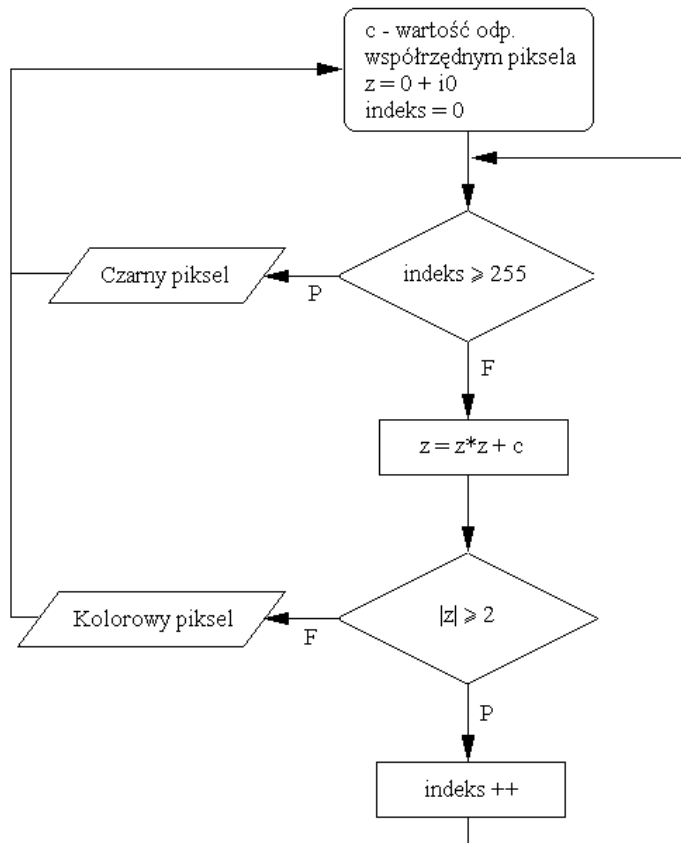 c - wartość odp.
współrzędnym piksela
z = 0 + i0
indeks = 0
indeks ⩾ 255
P
Czarny piksel
F
z = z*z + c
|z| ⩾ 2
F
Kolorowy piksel
P
indeks ++